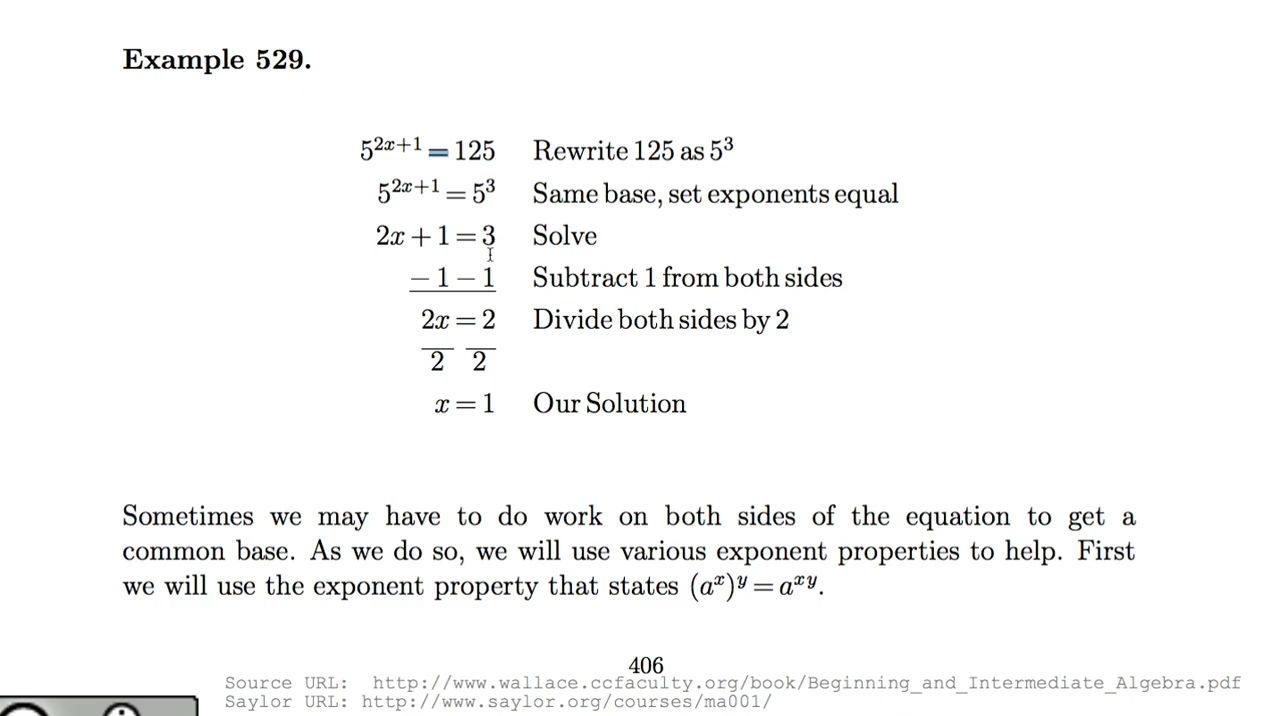 Example 529.
5^{2x+1} = 125 Rewrite 125 as 5^3
5^{2x+1} = 5^3 Same base, set exponents equal
2x + 1 = 3 Solve
− 1 − 1 Subtract 1 from both sides
2x = 2 Divide both sides by 2
2 2
x = 1 Our Solution
Sometimes we may have to do work on both sides of the equation to get a
common base. As we do so, we will use various exponent properties to help. First
we will use the exponent property that states (a^x)^y = a^{xy}.
406
Source URL: http://www.wallace.ccfaculty.org/book/Beginning_and_Intermediate_Algebra.pdf
Saylor URL: http://www.saylor.org/courses/ma001/